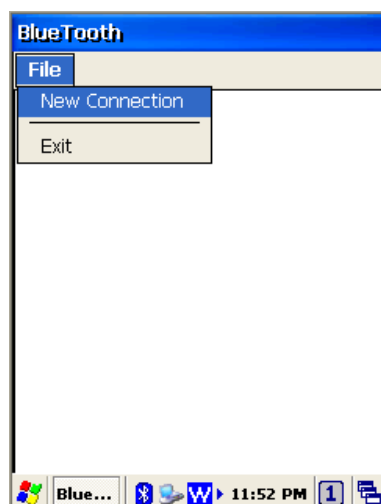 BlueTooth
File
New Connection
Exit
Blue... W 11:52 PM 1